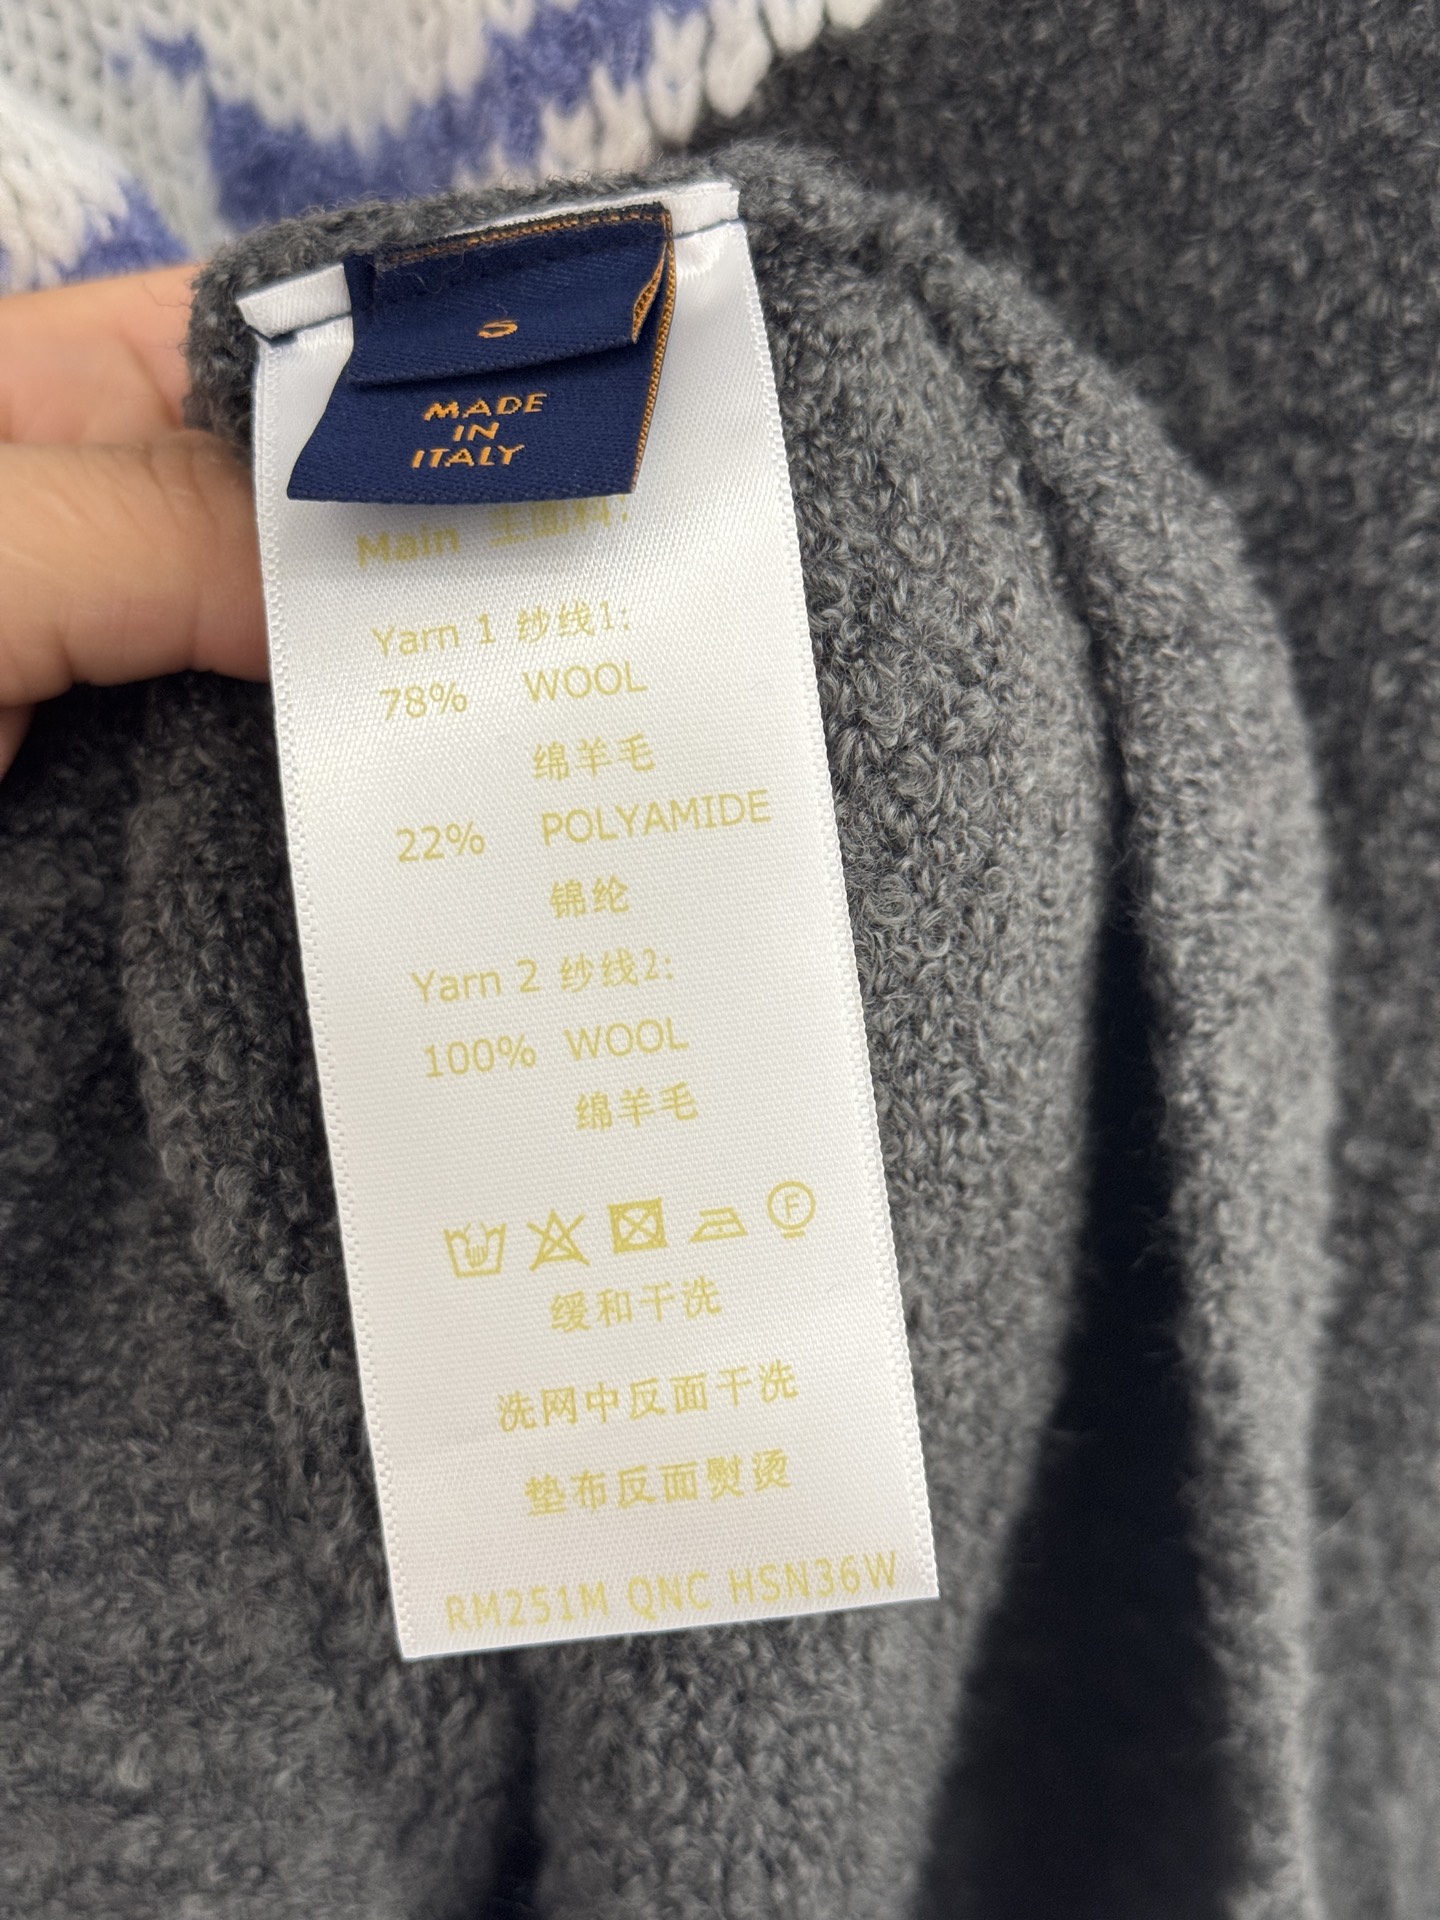 S
MADE
IN
ITALY
Main 主面料:
Yarn 1 纱线1:
78% WOOL
绵羊毛
22% POLYAMIDE
锦纶
Yarn 2 纱线2:
100% WOOL
绵羊毛
F
缓和干洗
洗网中反面干洗
垫布反面熨烫
RM251M QNC HSN36W